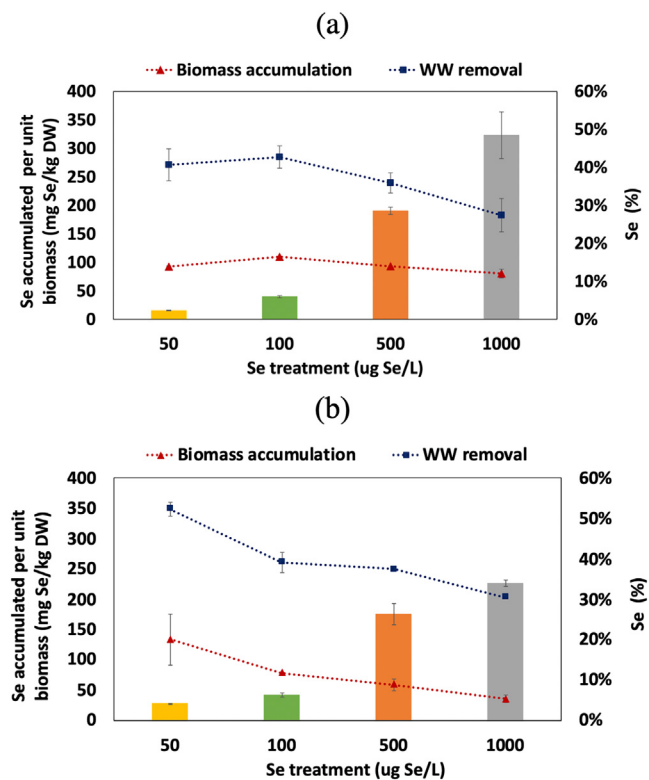 (a)
Biomass accumulation WW removal
400 60%
350 50%
300 40%
250
200 30%
150 20%
100
50 10%
0 0%
50 100 500 1000
Se treatment (ug Se/L)
Se accumulated per unit
biomass (mg Se/kg DW)
Se (%)
(b)
Biomass accumulation WW removal
400 60%
350 50%
300 40%
250
200 30%
150 20%
100
50 10%
0 0%
50 100 500 1000
Se treatment (ug Se/L)
Se accumulated per unit
biomass (mg Se/kg DW)
Se (%)